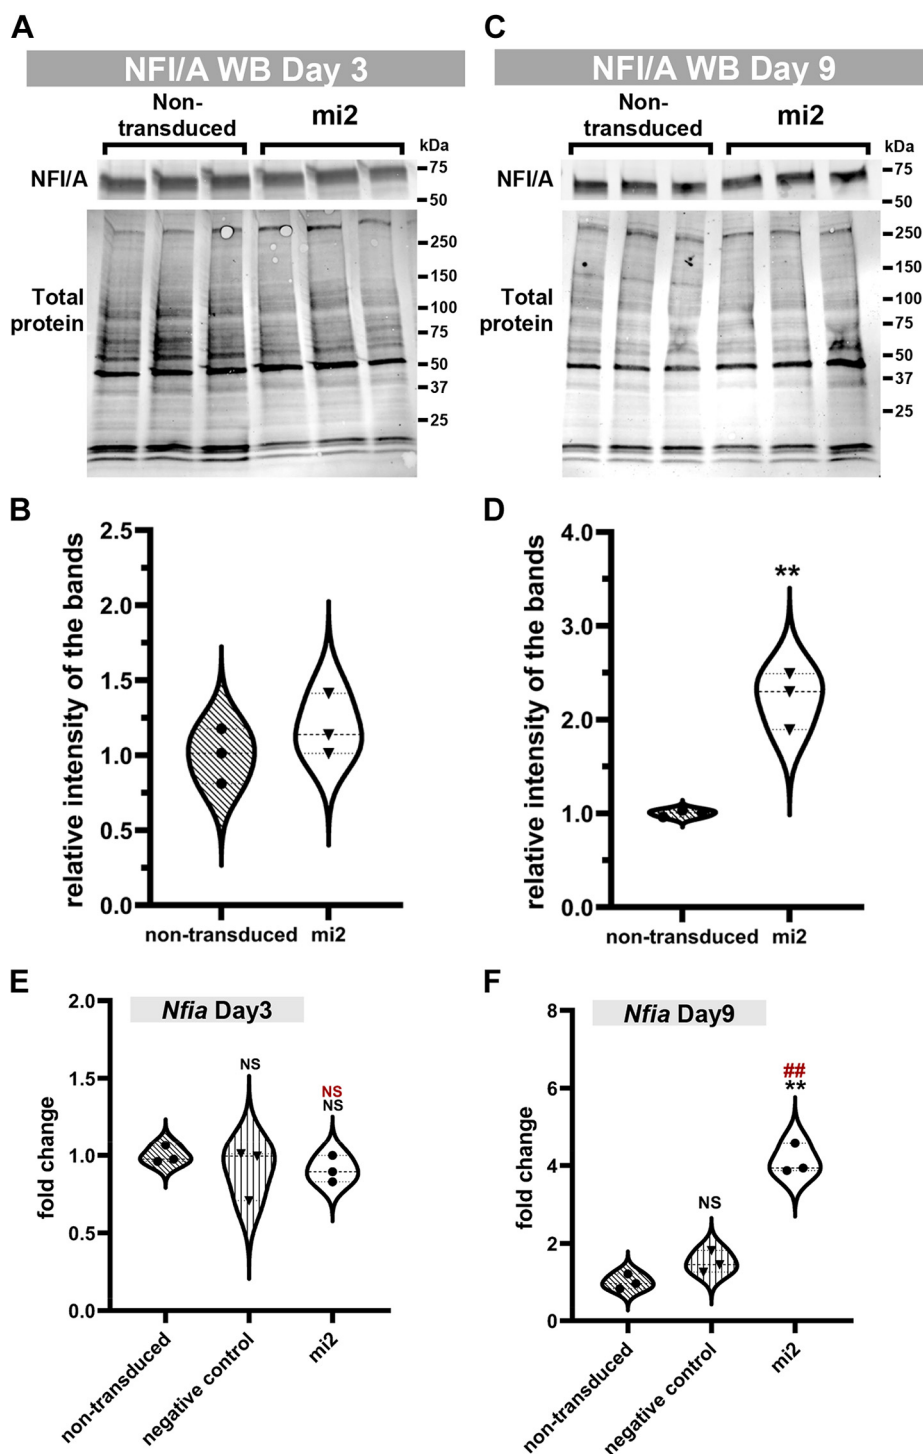 A
NFI/A WB Day 3
Non-
transduced
mi2
kDa
NFI/A
75
50
Total
protein
250
150
100
75
50
37
25
C
NFI/A WB Day 9
Non-
transduced
mi2
kDa
NFI/A
75
50
Total
protein
250
150
100
75
50
37
25
B
relative intensity of the bands
2.5
2.0
1.5
1.0
0.5
0.0
non-transduced mi2
D
relative intensity of the bands
4.0
3.0
2.0
1.0
0.0
**
non-transduced mi2
E
Nfia Day3
fold change
2.0
1.5
1.0
0.5
0.0
NS
NS
NS
non-transduced
negative control
mi2
F
Nfia Day9
fold change
8
6
4
2
0
NS
##
**
non-transduced
negative control
mi2